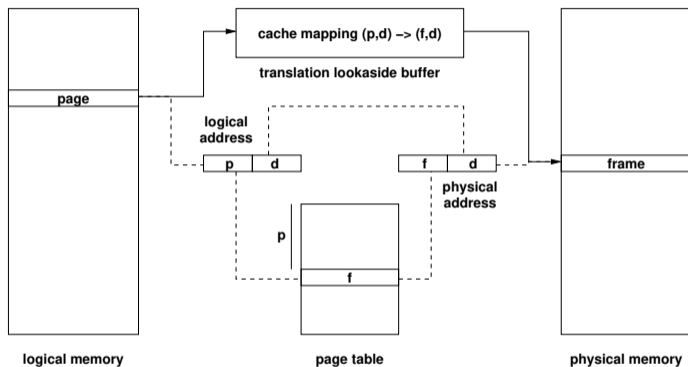 cache mapping (p,d) −> (f,d)
translation lookaside buffer
page
logical
address
p d
f d
frame
physical
address
p
f
logical memory
page table
physical memory